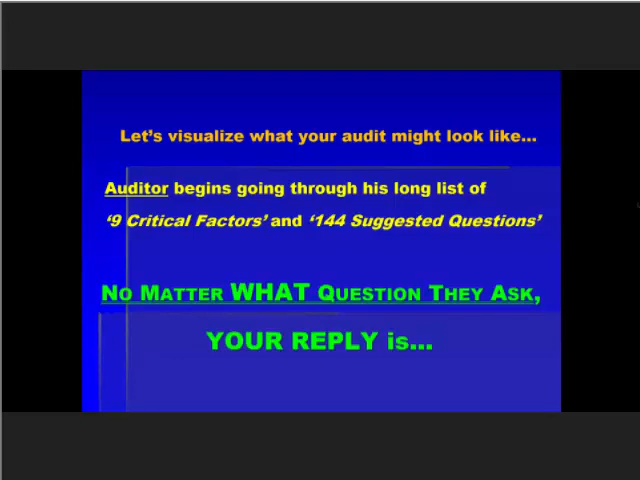 Let's visualize what your audit might look like...
Auditor begins going through his long list of
'9 Critical Factors' and '144 Suggested Questions'
NO MATTER WHAT QUESTION THEY ASK,
YOUR REPLY is...